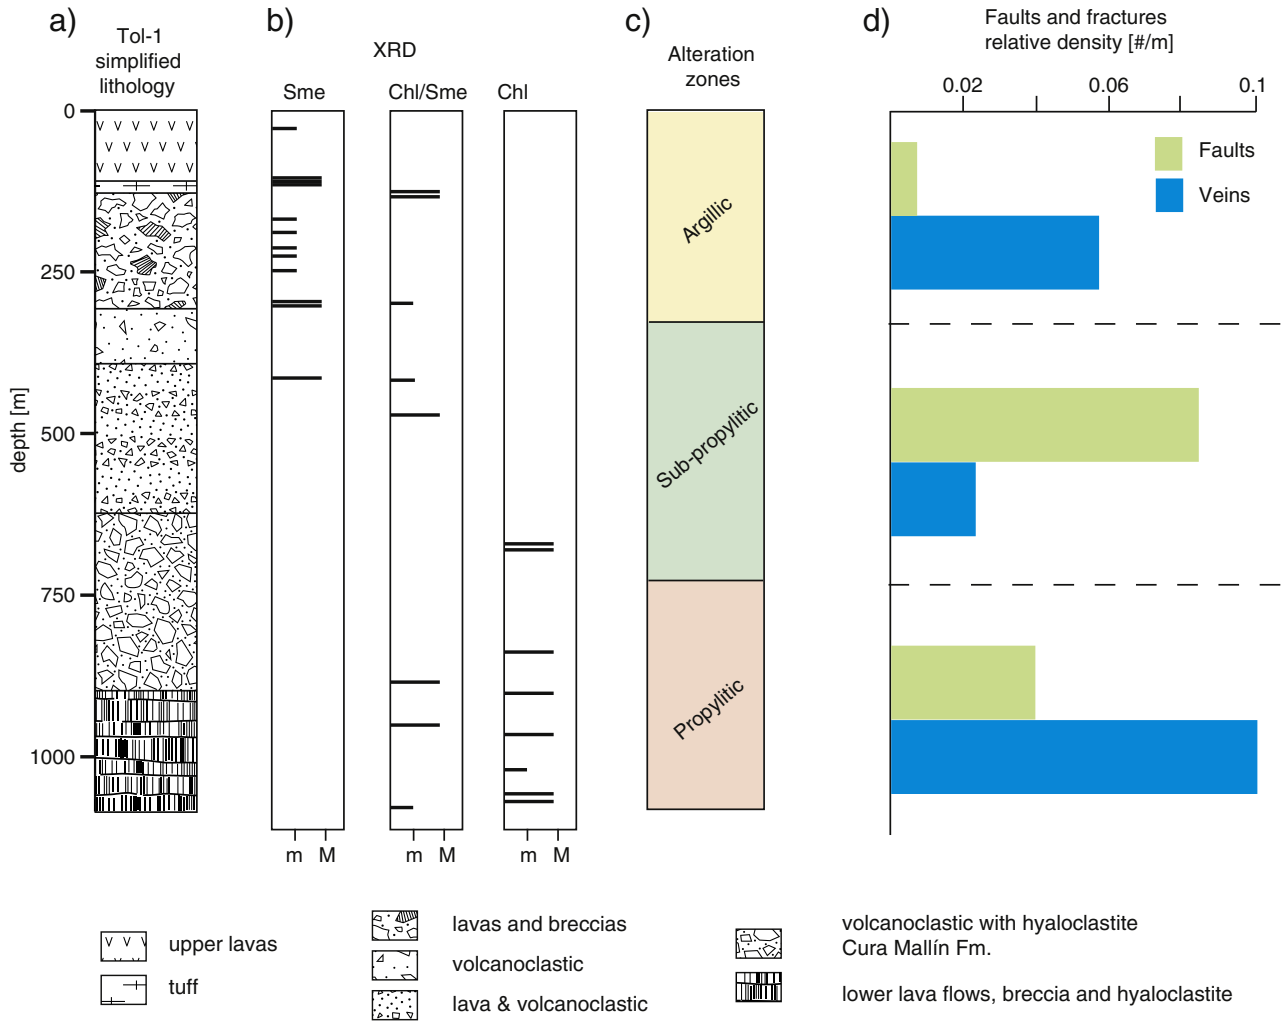 a)
Tol-1
simplified
lithology
b)
XRD
Sme
Chl/Sme
Chl
c)
Alteration
zones
d)
Faults and fractures
relative density [#/m]
0.02
0.06
0.1
Faults
Veins
0
250
500
750
1000
depth [m]
Argillic
Sub-propylitic
Propylitic
m M
m M
m M
upper lavas
tuff
lavas and breccias
volcanoclastic
lava & volcanoclastic
volcanoclastic with hyaloclastite
Cura Mallín Fm.
lower lava flows, breccia and hyaloclastite